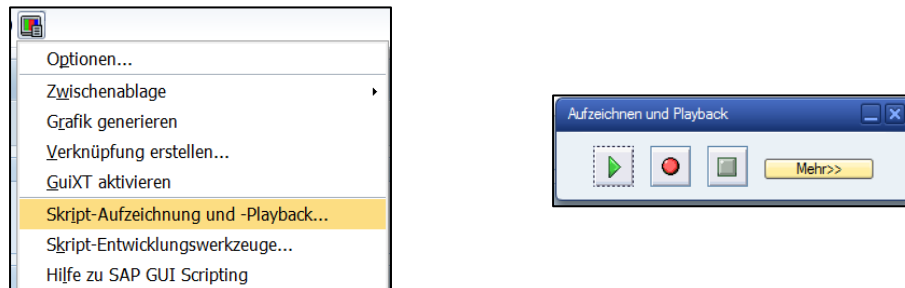 Optionen...
Zwischenablage
Grafik generieren
Verknüpfung erstellen...
GuiXT aktivieren
Skript-Aufzeichnung und -Playback...
Skript-Entwicklungswerkzeuge...
Hilfe zu SAP GUI Scripting
Aufzeichnen und Playback
Mehr>>